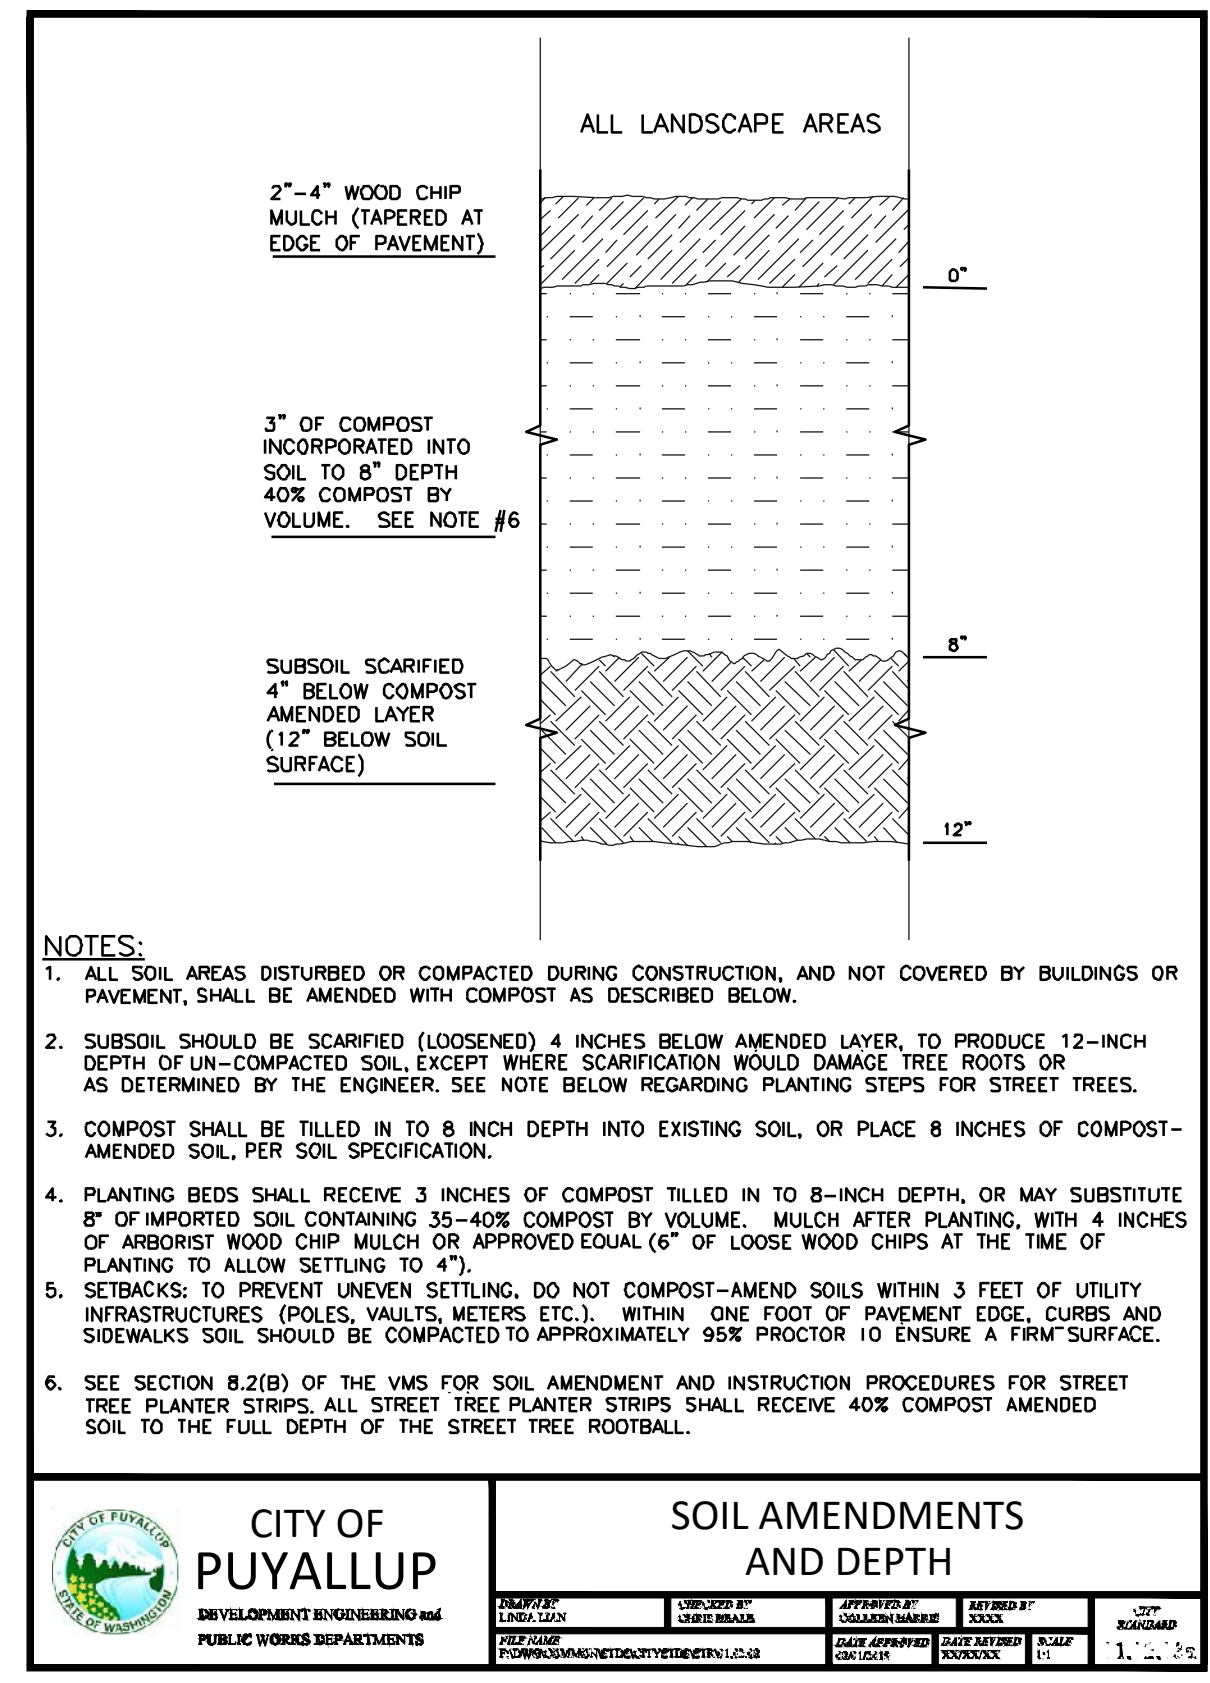 ALL LANDSCAPE AREAS
2"-4" WOOD CHIP
MULCH (TAPERED AT
EDGE OF PAVEMENT)
0"
3" OF COMPOST
INCORPORATED INTO
SOIL TO 8" DEPTH
40% COMPOST BY
VOLUME. SEE NOTE #6
8"
SUBSOIL SCARIFIED
4" BELOW COMPOST
AMENDED LAYER
(12" BELOW SOIL
SURFACE)
12"
NOTES:
1. ALL SOIL AREAS DISTURBED OR COMPACTED DURING CONSTRUCTION, AND NOT COVERED BY BUILDINGS OR
PAVEMENT, SHALL BE AMENDED WITH COMPOST AS DESCRIBED BELOW.
2. SUBSOIL SHOULD BE SCARIFIED (LOOSENED) 4 INCHES BELOW AMENDED LAYER, TO PRODUCE 12-INCH
DEPTH OF UN-COMPACTED SOIL, EXCEPT WHERE SCARIFICATION WOULD DAMAGE TREE ROOTS OR
AS DETERMINED BY THE ENGINEER. SEE NOTE BELOW REGARDING PLANTING STEPS FOR STREET TREES.
3. COMPOST SHALL BE TILLED IN TO 8 INCH DEPTH INTO EXISTING SOIL, OR PLACE 8 INCHES OF COMPOST-
AMENDED SOIL, PER SOIL SPECIFICATION.
4. PLANTING BEDS SHALL RECEIVE 3 INCHES OF COMPOST TILLED IN TO 8-INCH DEPTH, OR MAY SUBSTITUTE
8" OF IMPORTED SOIL CONTAINING 35-40% COMPOST BY VOLUME. MULCH AFTER PLANTING, WITH 4 INCHES
OF ARBORIST WOOD CHIP MULCH OR APPROVED EQUAL (6" OF LOOSE WOOD CHIPS AT THE TIME OF
PLANTING TO ALLOW SETTLING TO 4").
5. SETBACKS: TO PREVENT UNEVEN SETTLING, DO NOT COMPOST-AMEND SOILS WITHIN 3 FEET OF UTILITY
INFRASTRUCTURES (POLES, VAULTS, METERS ETC.). WITHIN ONE FOOT OF PAVEMENT EDGE, CURBS AND
SIDEWALKS SOIL SHOULD BE COMPACTED TO APPROXIMATELY 95% PROCTOR TO ENSURE A FIRM SURFACE.
6. SEE SECTION 8.2(B) OF THE VMS FOR SOIL AMENDMENT AND INSTRUCTION PROCEDURES FOR STREET
TREE PLANTER STRIPS. ALL STREET TREE PLANTER STRIPS SHALL RECEIVE 40% COMPOST AMENDED
SOIL TO THE FULL DEPTH OF THE STREET TREE ROOTBALL.
CITY OF PUYALLUP
STATE OF WASHINGTON
CITY OF
PUYALLUP
DEVELOPMENT ENGINEERING and
PUBLIC WORKS DEPARTMENTS
SOIL AMENDMENTS
AND DEPTH
DRAWN BY
LINDA LIAN
CHECKED BY
CHRIS BEALE
APPROVED BY
COLLEEN HARRIS
REVISED BY
XXXX
CITY
STANDARD
FILE NAME
DATE APPROVED
DATE REVISED
XX/XX/XX
SCALE
1:1